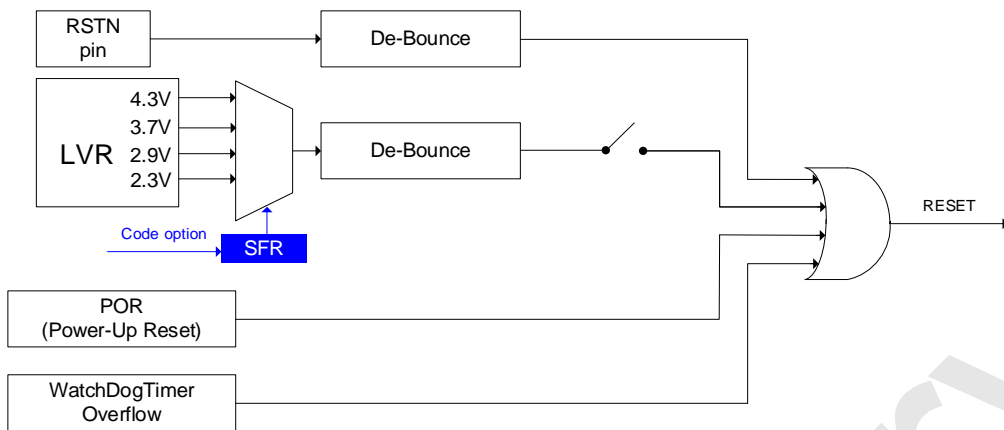 RSTN
pin
De-Bounce
4.3V
3.7V
LVR
2.9V
2.3V
De-Bounce
Code option
SFR
RESET
POR
(Power-Up Reset)
WatchDogTimer
Overflow